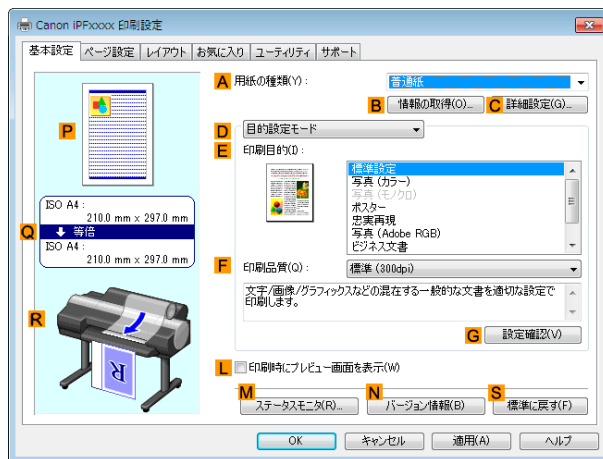 Canon iPFxxxx 印刷設定
基本設定 ページ設定 レイアウト お気に入り ユーティリティ サポート
A 用紙の種類(Y): 普通紙
B 情報の取得(O)... C 詳細設定(G)...
P
D 目的設定モード
E 印刷目的(I):
標準設定
写真 (カラー)
写真 (モノクロ)
ポスター
忠実再現
写真 (Adobe RGB)
ビジネス文書
ISO A4 :
210.0 mm x 297.0 mm
Q 等倍
ISO A4 :
210.0 mm x 297.0 mm
F 印刷品質(Q): 標準 (300dpi)
文字/画像/グラフィックスなどの混在する一般的な文書を適切な設定で
印刷します。
R
G 設定確認(V)
R
L 印刷時にプレビュー画面を表示(W)
M ステータスモニタ(R)... N バージョン情報(B) S 標準に戻す(F)
OK キャンセル 適用(A) ヘルプ